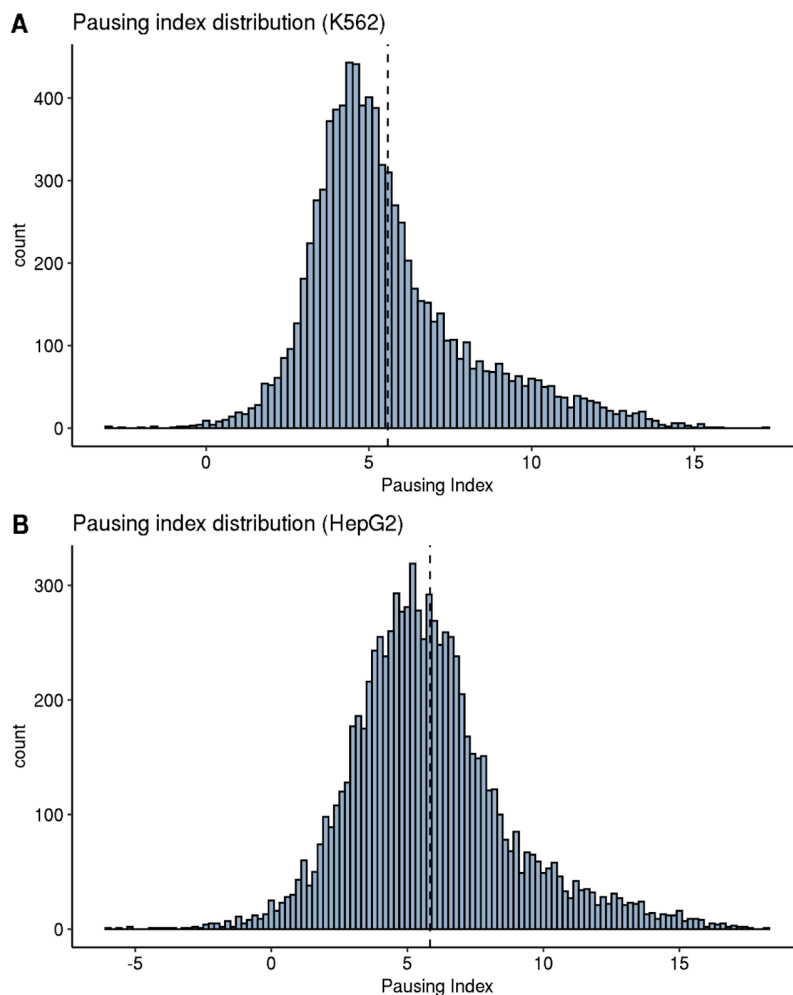 A
Pausing index distribution (K562)
count
400
300
200
100
0
0 5 10 15
Pausing Index
B
Pausing index distribution (HepG2)
count
300
200
100
0
-5 0 5 10 15
Pausing Index